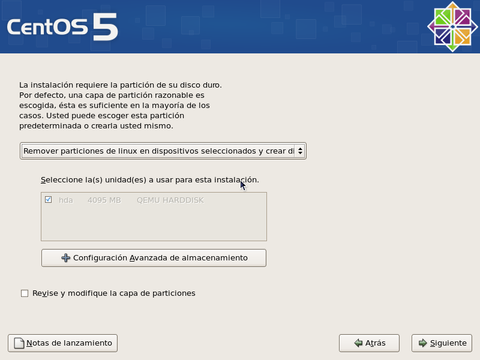 CentOS 5
La instalación requiere la partición de su disco duro.
Por defecto, una capa de partición razonable es
escogida, ésta es suficiente en la mayoría de los
casos. Usted puede escoger esta partición
predeterminada o crearla usted mismo.
Remover particiones de linux en dispositivos seleccionados y crear di
Seleccione la(s) unidad(es) a usar para esta instalación.
hda 4095 MB QEMU HARDDISK
Configuración Avanzada de almacenamiento
Revise y modifique la capa de particiones
Notas de lanzamiento
Atrás
Siguiente